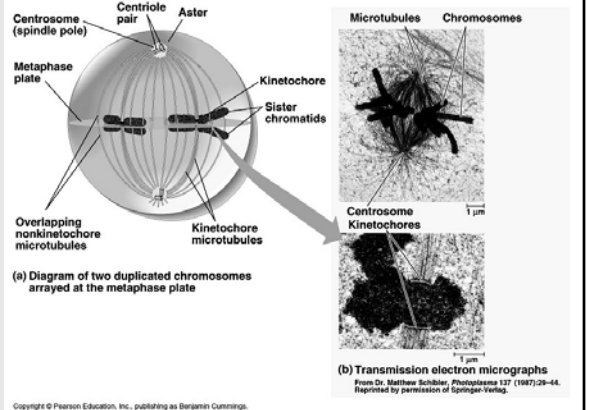 Centrosome
(spindle pole)
Centriole
pair
Aster
Metaphase
plate
Kinetochore
Sister
chromatids
Overlapping
nonkinetochore
microtubules
Kinetochore
microtubules
(a) Diagram of two duplicated chromosomes
arrayed at the metaphase plate
Microtubules
Chromosomes
1 µm
Centrosome
Kinetochores
1 µm
(b) Transmission electron micrographs
From Dr. Matthew Schibler, Photoplasma 137 (1987):29–44.
Reprinted by permission of Springer-Verlag.
Copyright © Pearson Education, Inc., publishing as Benjamin Cummings.